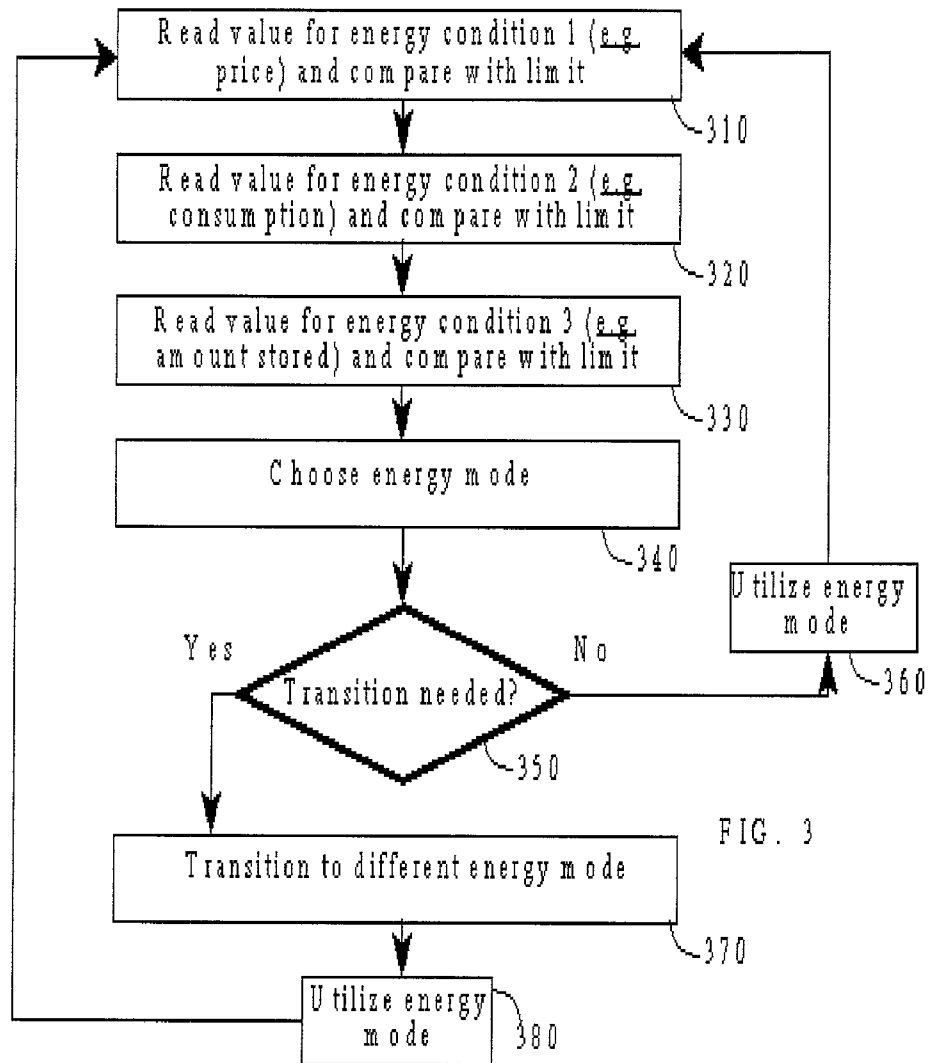 Read value for energy condition 1 (e.g.
price) and compare with limit
310
Read value for energy condition 2 (e.g.
consumption) and compare with limit
320
Read value for energy condition 3 (e.g.
amount stored) and compare with limit
330
Choose energy mode
340
Utilize energy
mode
360
Yes
No
Transition needed?
350
FIG. 3
Transition to different energy mode
370
Utilize energy
mode
380